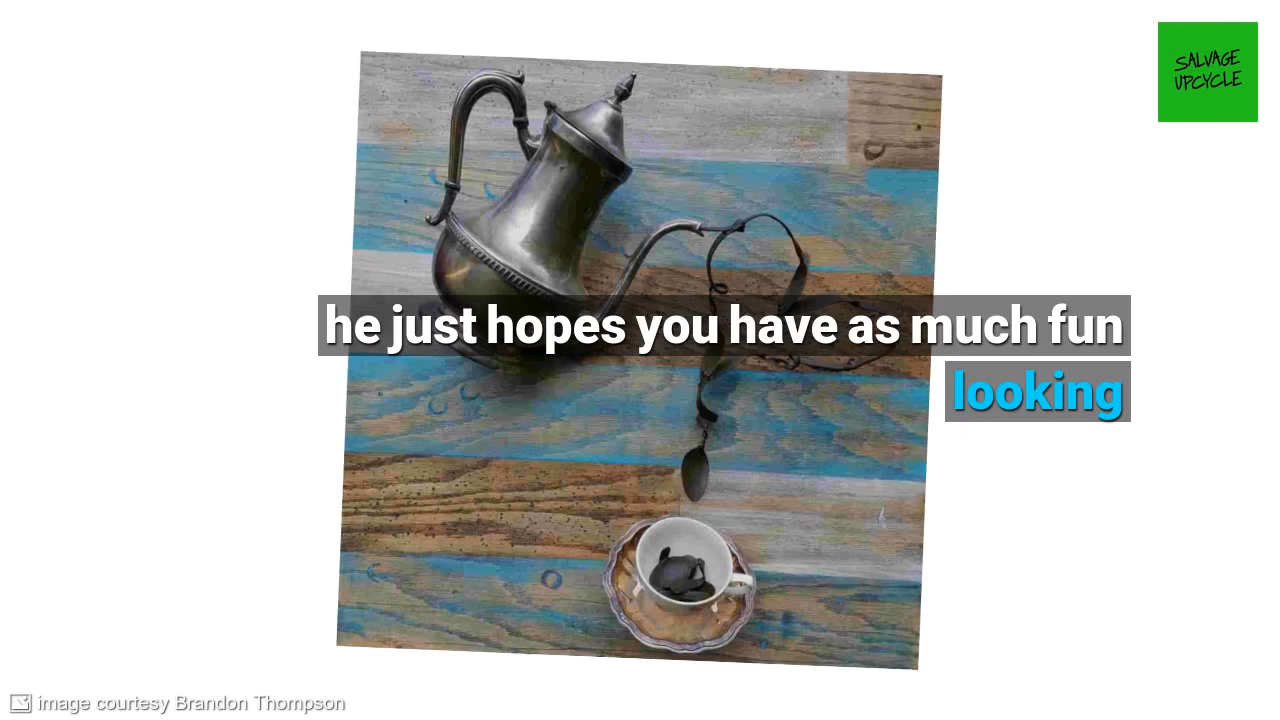 SALVAGE
UPCYCLE
he just hopes you have as much fun
looking
image courtesy Brandon Thompson